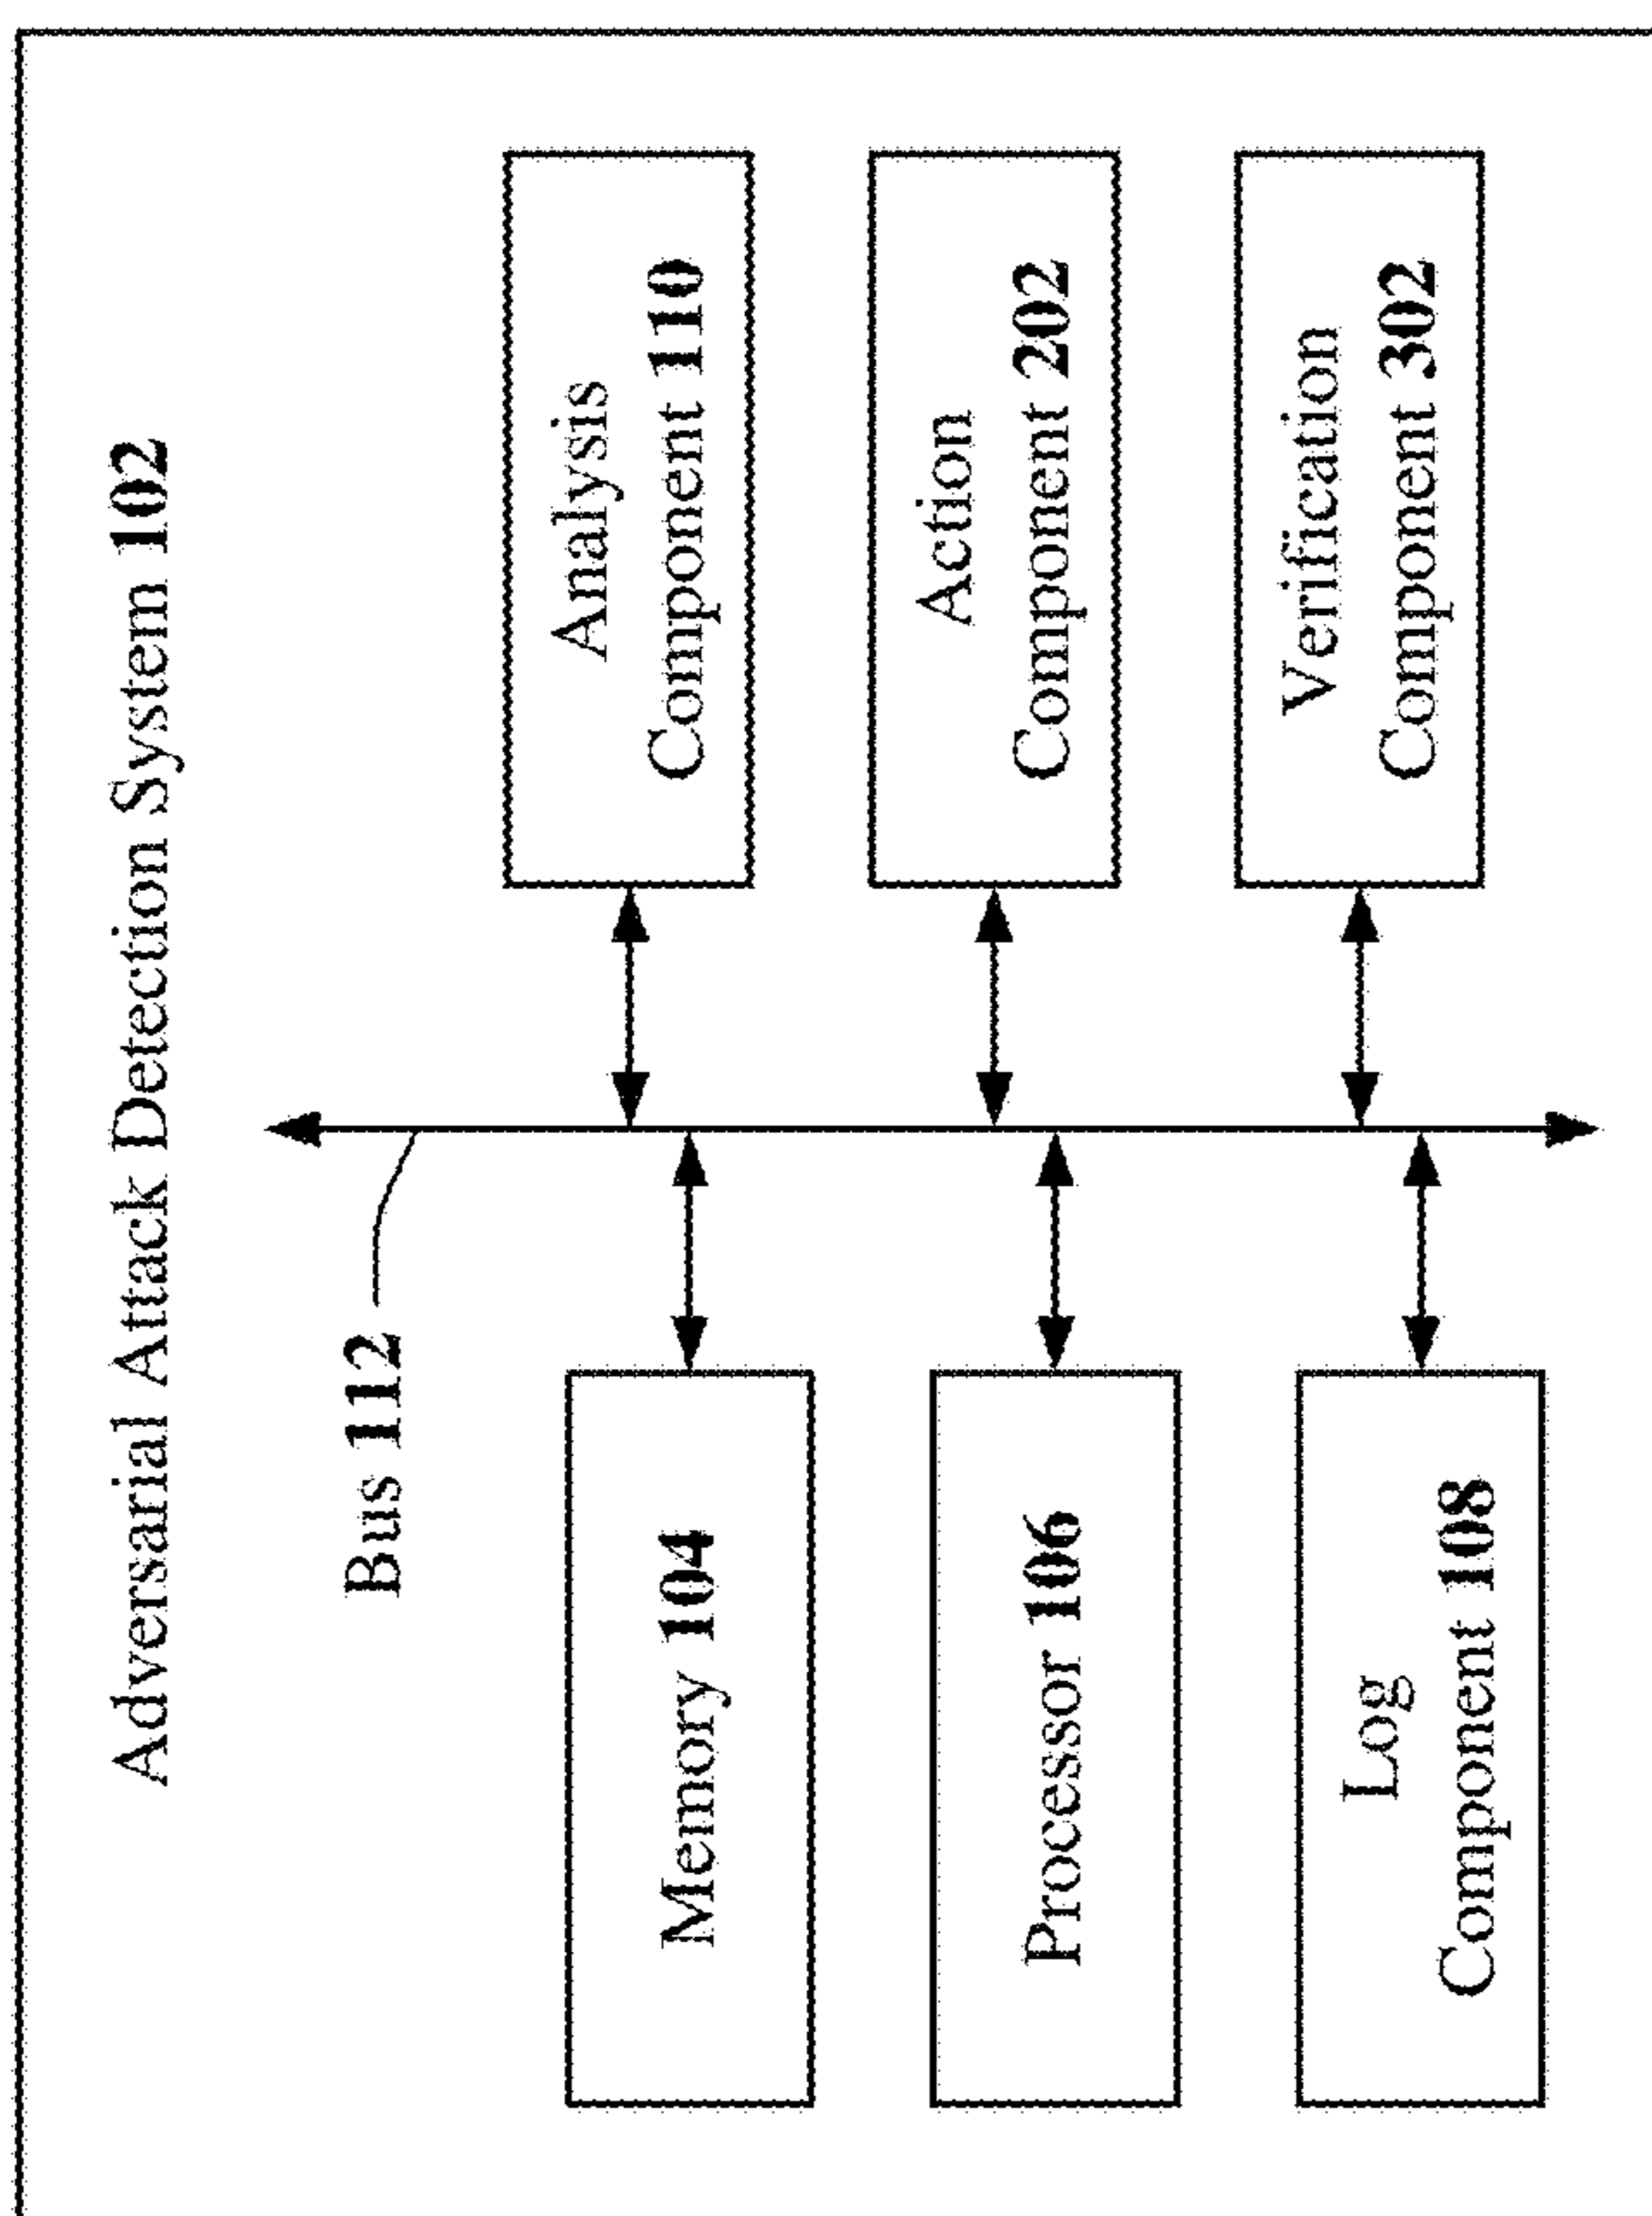 Adversarial Attack Detection System 102
Bus 112
Memory 104
Processor 106
Log
Component 108
Analysis
Component 110
Action
Component 202
Verification
Component 302